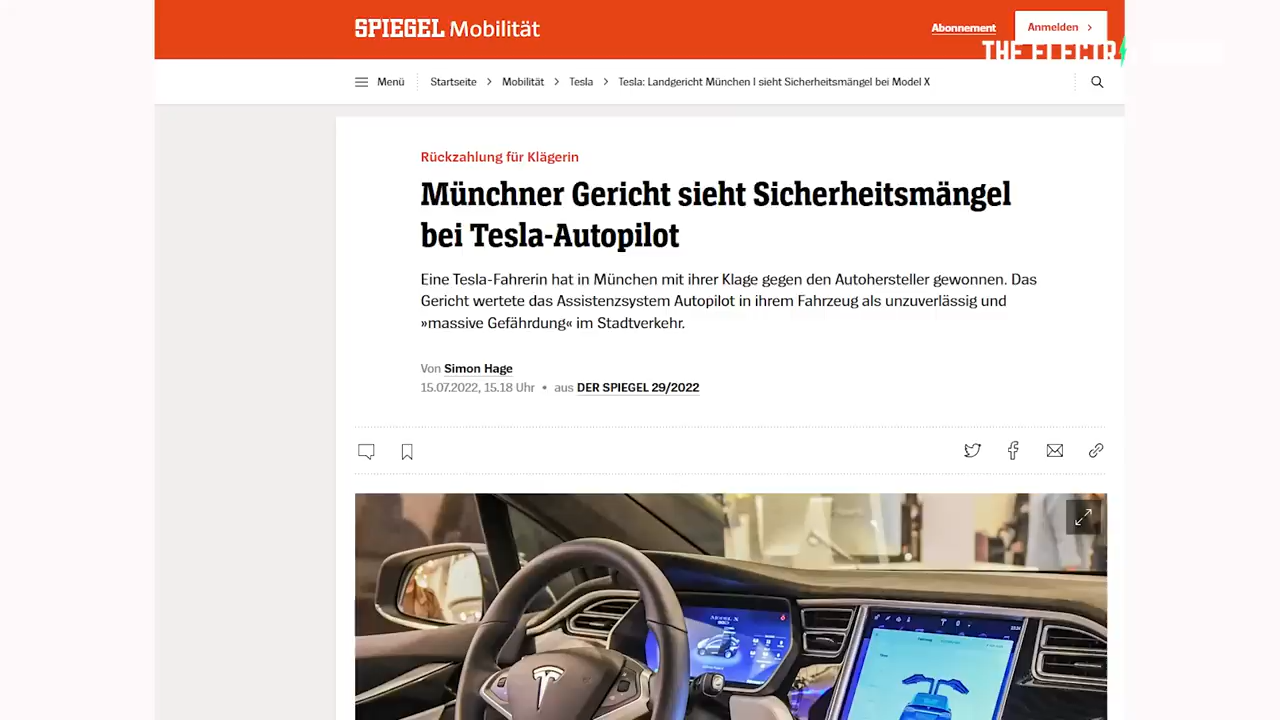 SPIEGEL Mobilität
Abonnement
Anmelden
THE ELECTR
Menü
Startseite
Mobilität
Tesla
Tesla: Landgericht München I sieht Sicherheitsmängel bei Model X
Rückzahlung für Klägerin
Münchner Gericht sieht Sicherheitsmängel
bei Tesla-Autopilot
Eine Tesla-Fahrerin hat in München mit ihrer Klage gegen den Autohersteller gewonnen. Das
Gericht wertete das Assistenzsystem Autopilot in ihrem Fahrzeug als unzuverlässig und
»massive Gefährdung« im Stadtverkehr.
Von Simon Hage
15.07.2022, 15.18 Uhr • aus DER SPIEGEL 29/2022
MODEL X